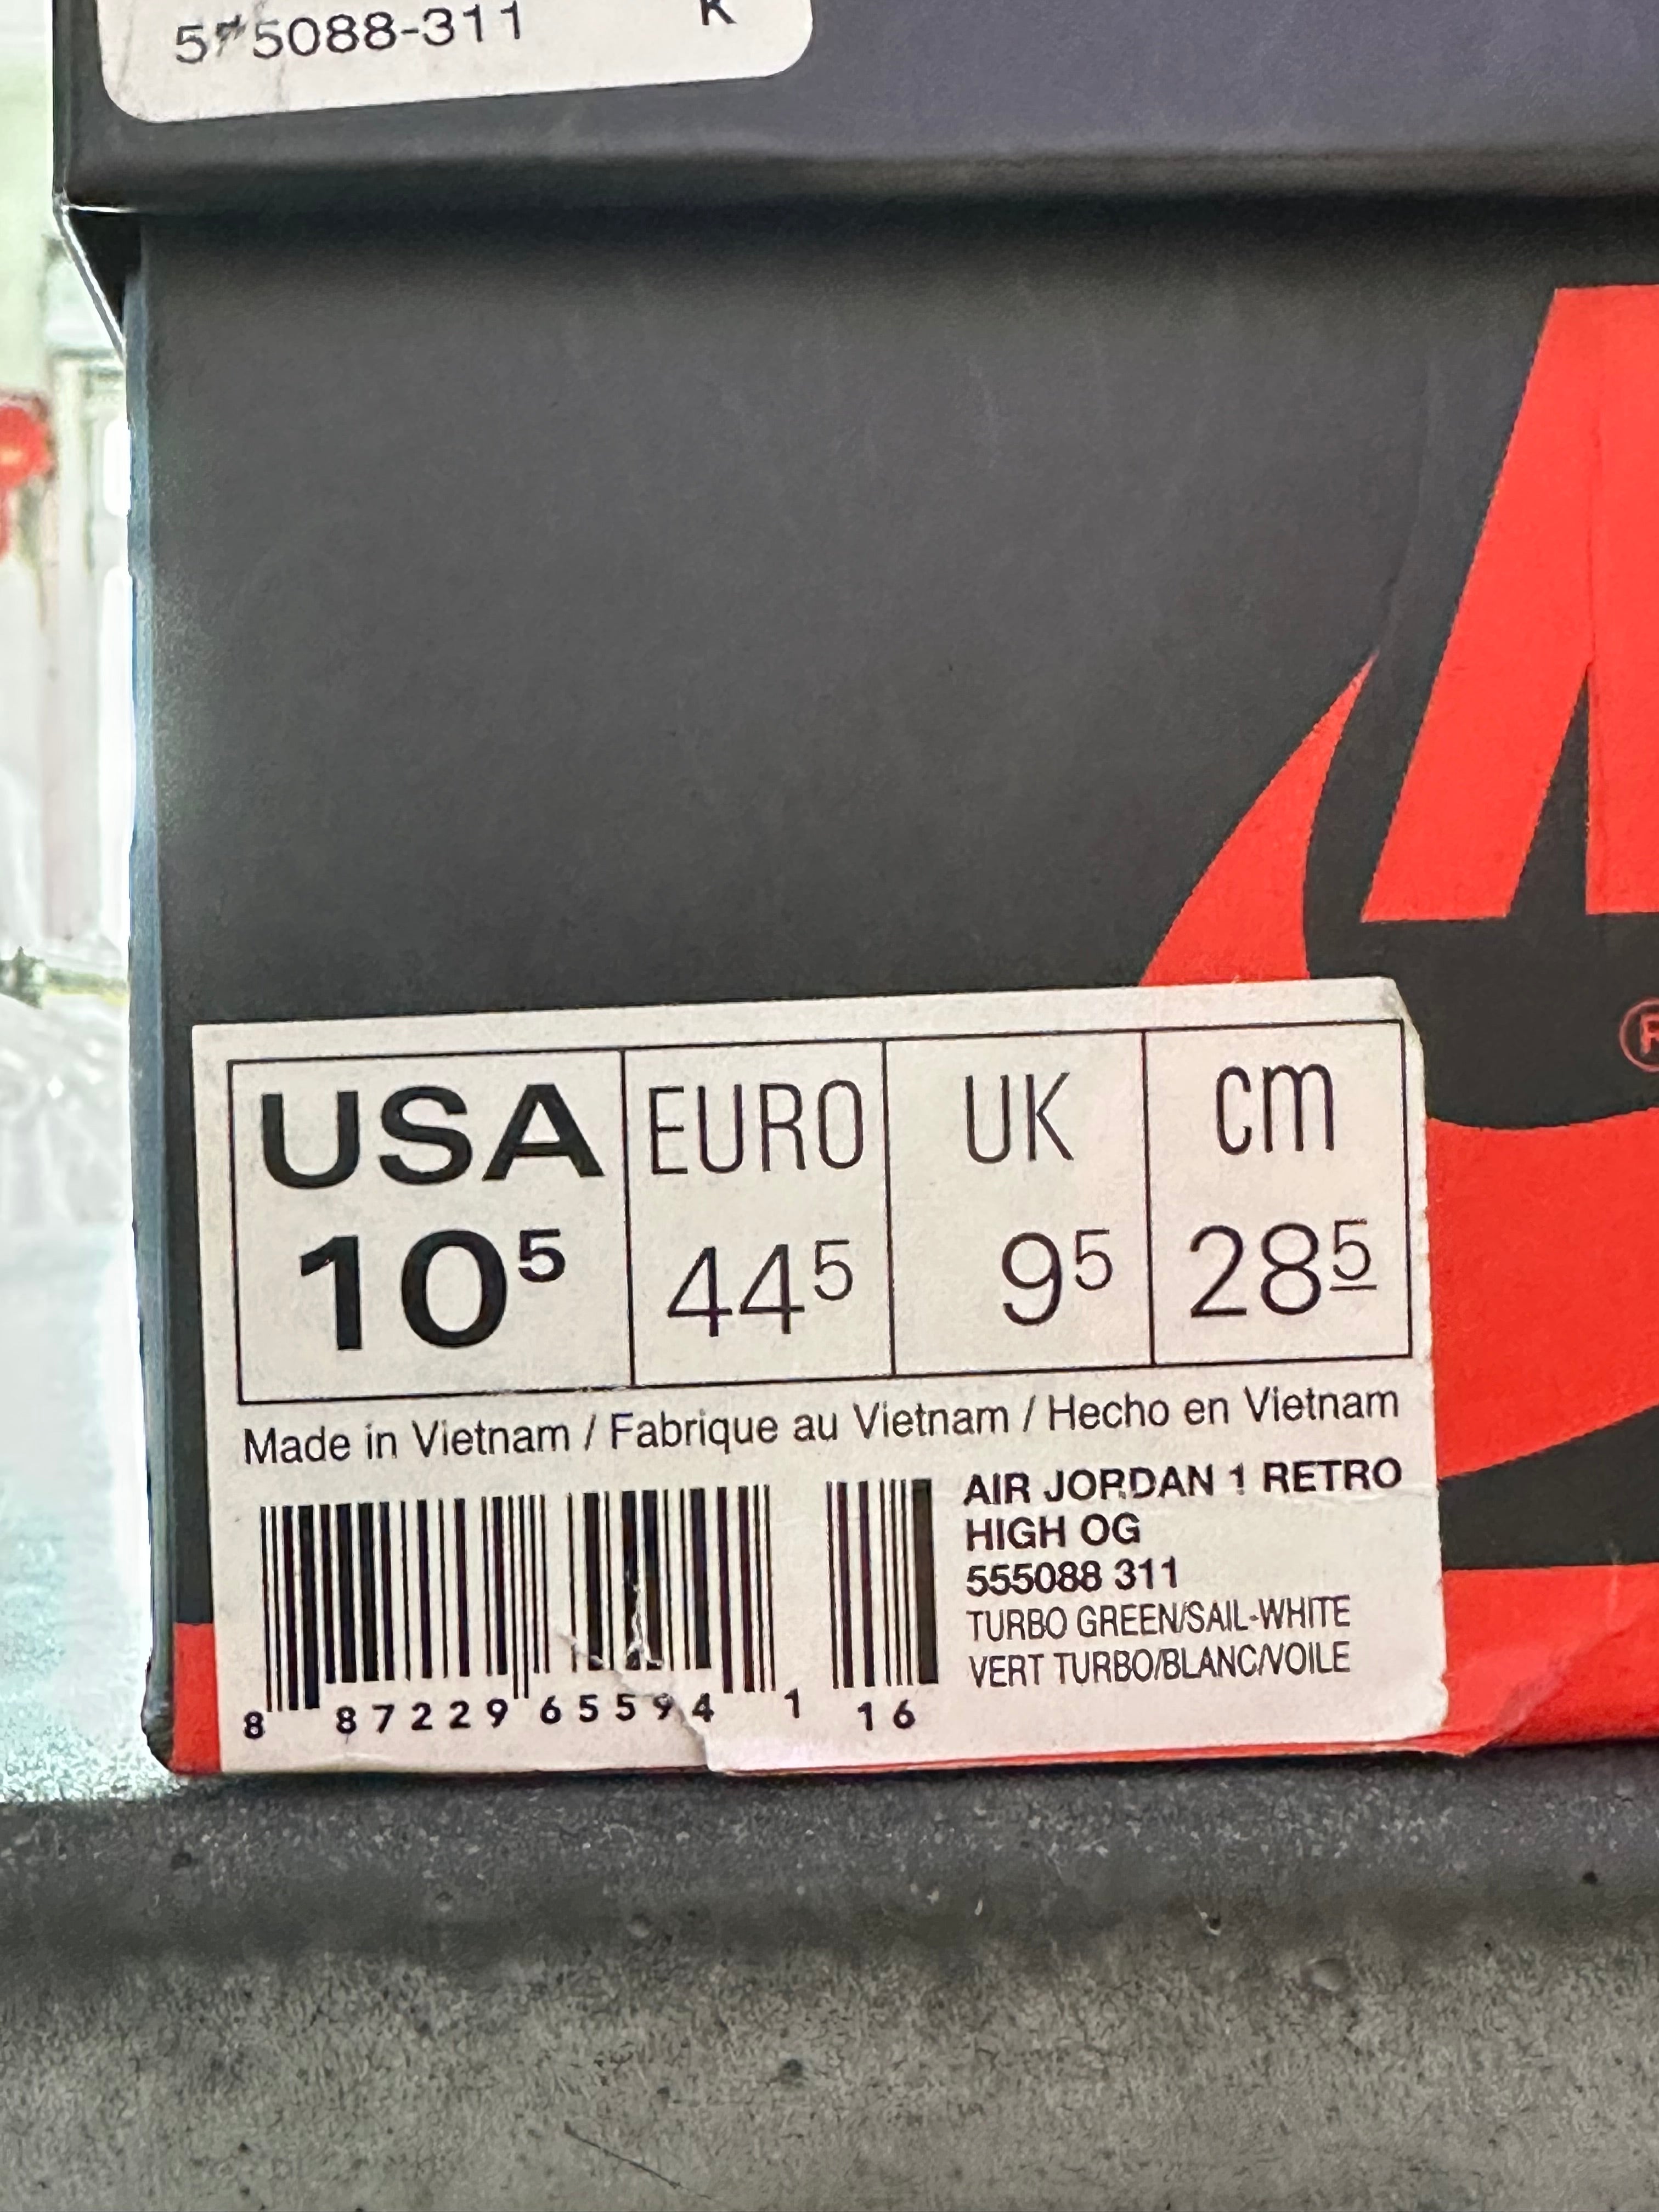 555088-311 K
USA EURO UK cm
10⁵ 44⁵ 9⁵ 28⁵
Made in Vietnam / Fabrique au Vietnam / Hecho en Vietnam
AIR JORDAN 1 RETRO
HIGH OG
555088 311
TURBO GREEN/SAIL-WHITE
VERT TURBO/BLANC/VOILE
8 87229 65594 1 16
®